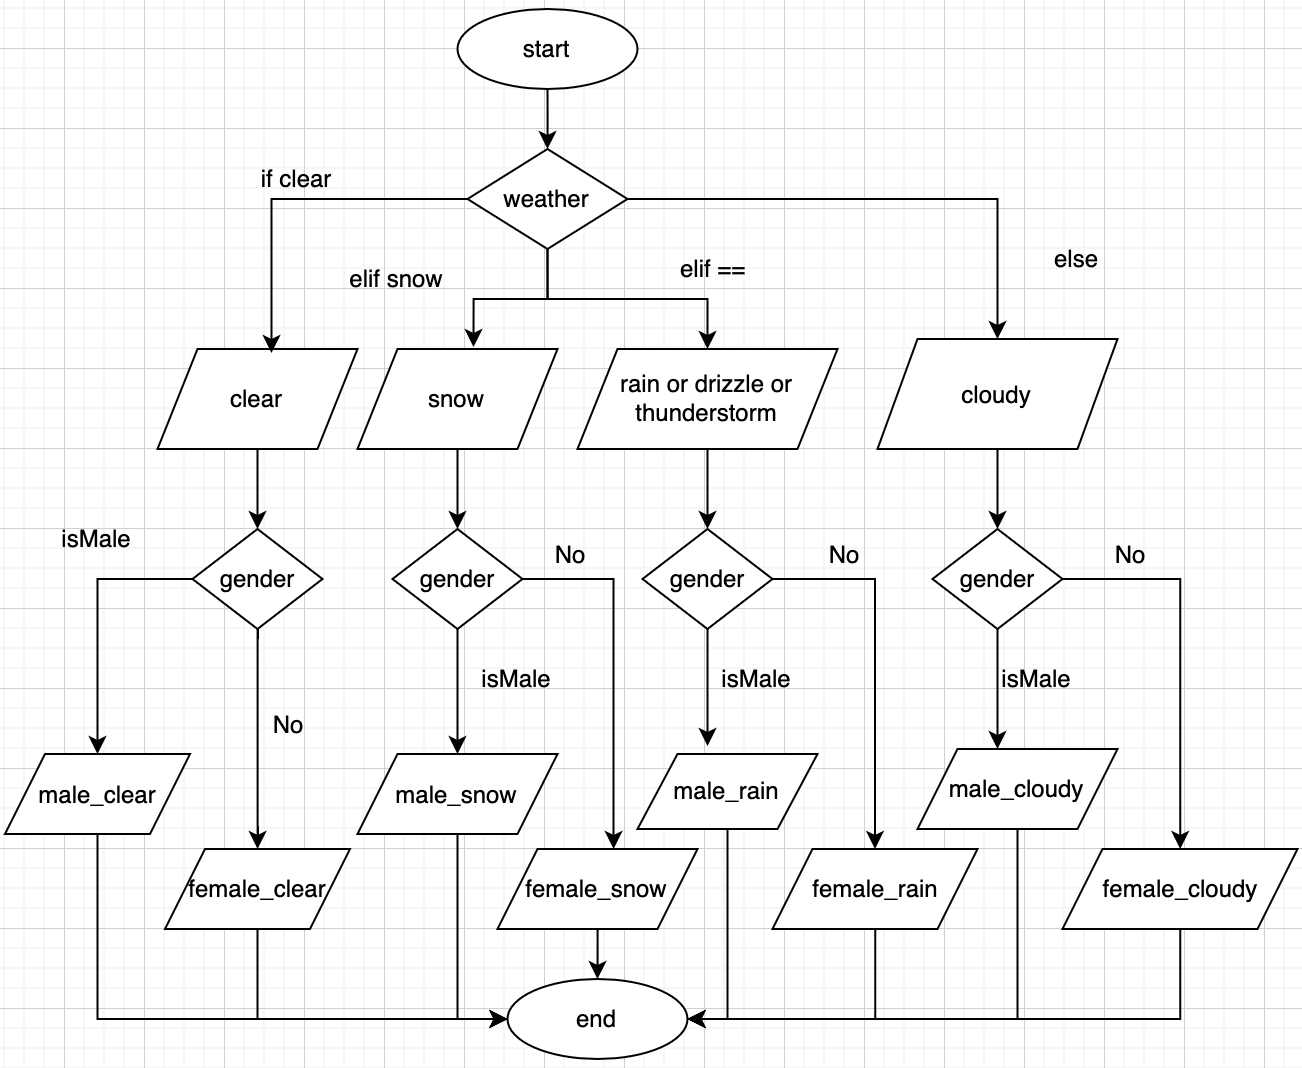 start
weather
if clear
elif snow
elif ==
else
clear
snow
rain or drizzle or
thunderstorm
cloudy
isMale
gender
No
gender
No
isMale
gender
No
isMale
gender
No
isMale
male_clear
male_snow
male_rain
male_cloudy
female_clear
female_snow
female_rain
female_cloudy
end